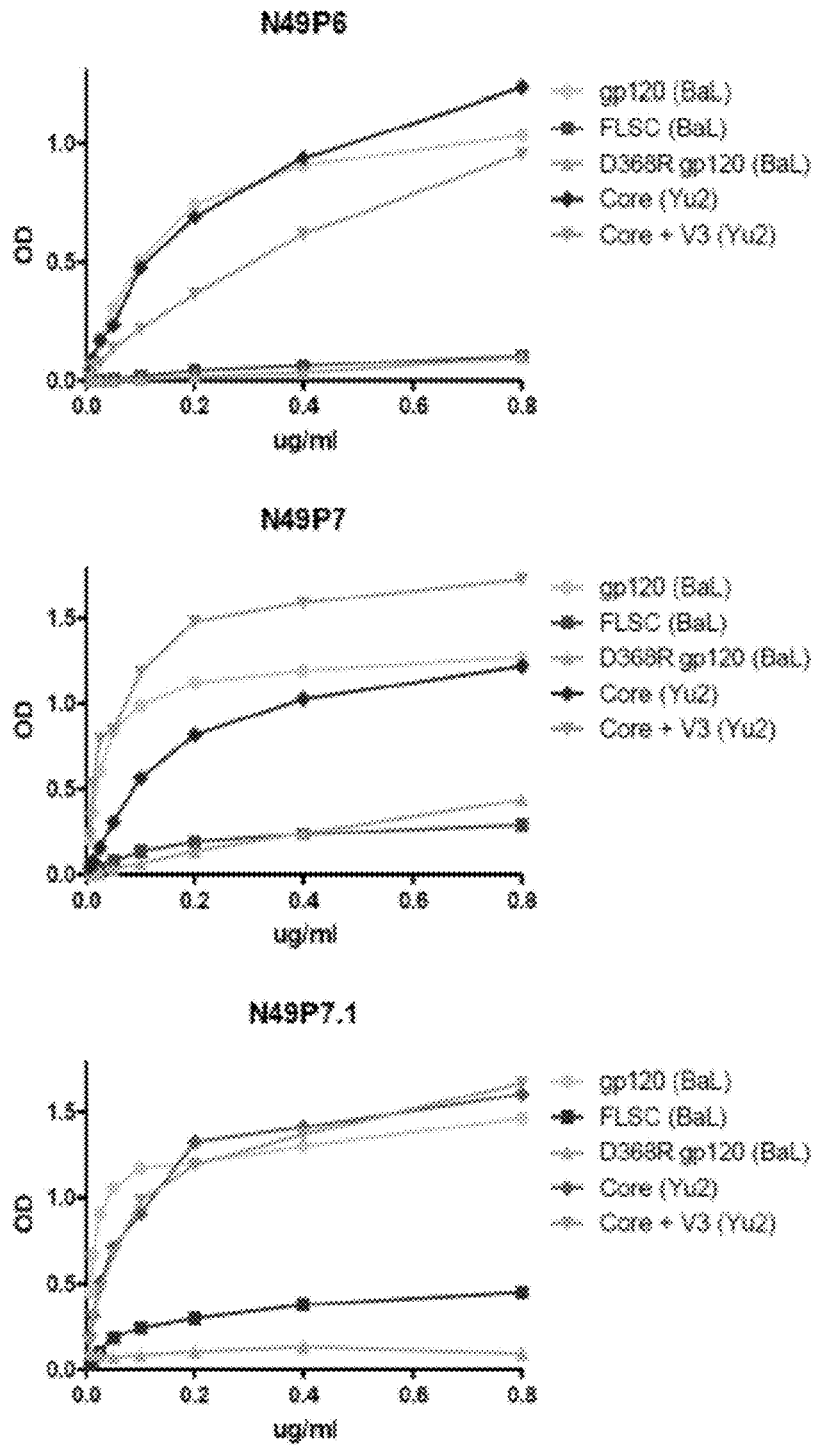 N49P6
OD
1.0
0.5
0.0
0.0 0.2 0.4 0.6 0.8
ug/ml
gp120 (BaL)
FLSC (BaL)
D368R gp120 (BaL)
Core (Yu2)
Core + V3 (Yu2)
N49P7
OD
1.5
1.0
0.5
0.0
0.0 0.2 0.4 0.6 0.8
ug/ml
gp120 (BaL)
FLSC (BaL)
D368R gp120 (BaL)
Core (Yu2)
Core + V3 (Yu2)
N49P7.1
OD
1.5
1.0
0.5
0.0
0.0 0.2 0.4 0.6 0.8
ug/ml
gp120 (BaL)
FLSC (BaL)
D368R gp120 (BaL)
Core (Yu2)
Core + V3 (Yu2)